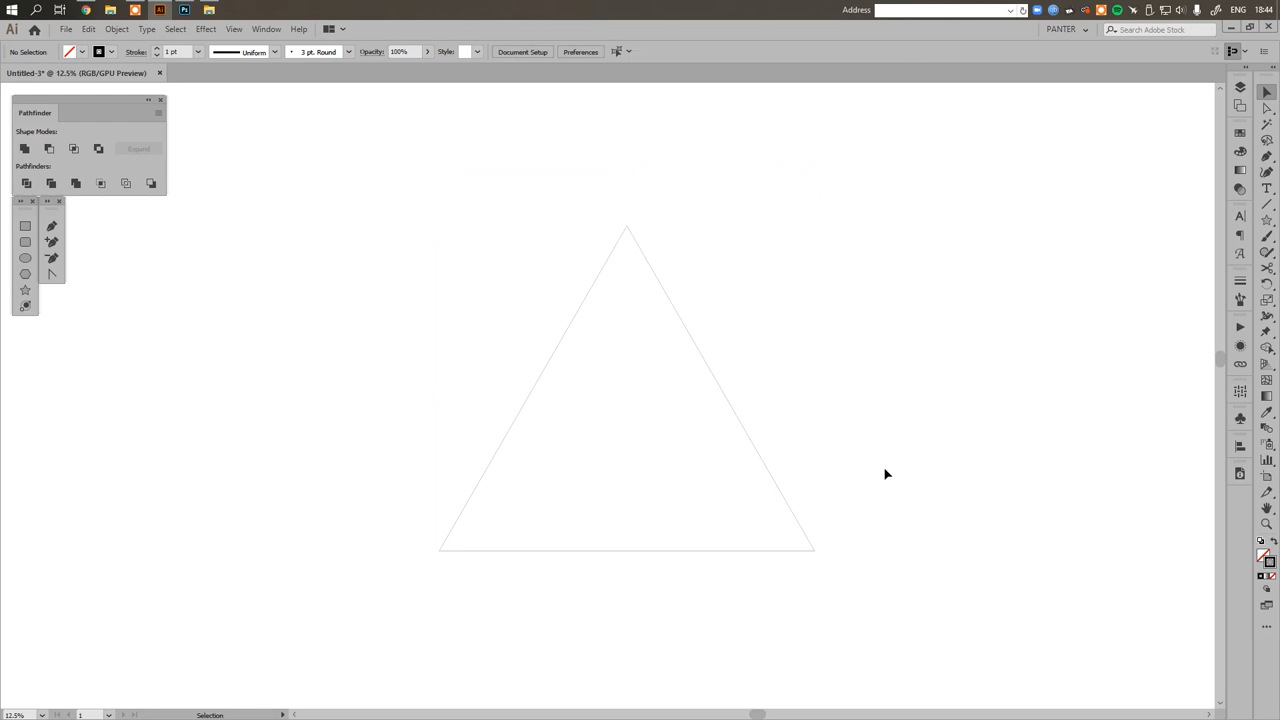 Address ENG 18:44
Ai File Edit Object Type Select Effect View Window Help PANTER Search Adobe Stock
No Selection Stroke: 1 pt Uniform 3 pt. Round Opacity: 100% Style: Document Setup Preferences
Untitled-3* @ 12.5% (RGB/GPU Preview)
Pathfinder
Shape Modes:
Expand
Pathfinders:
12.5% 1 Selection